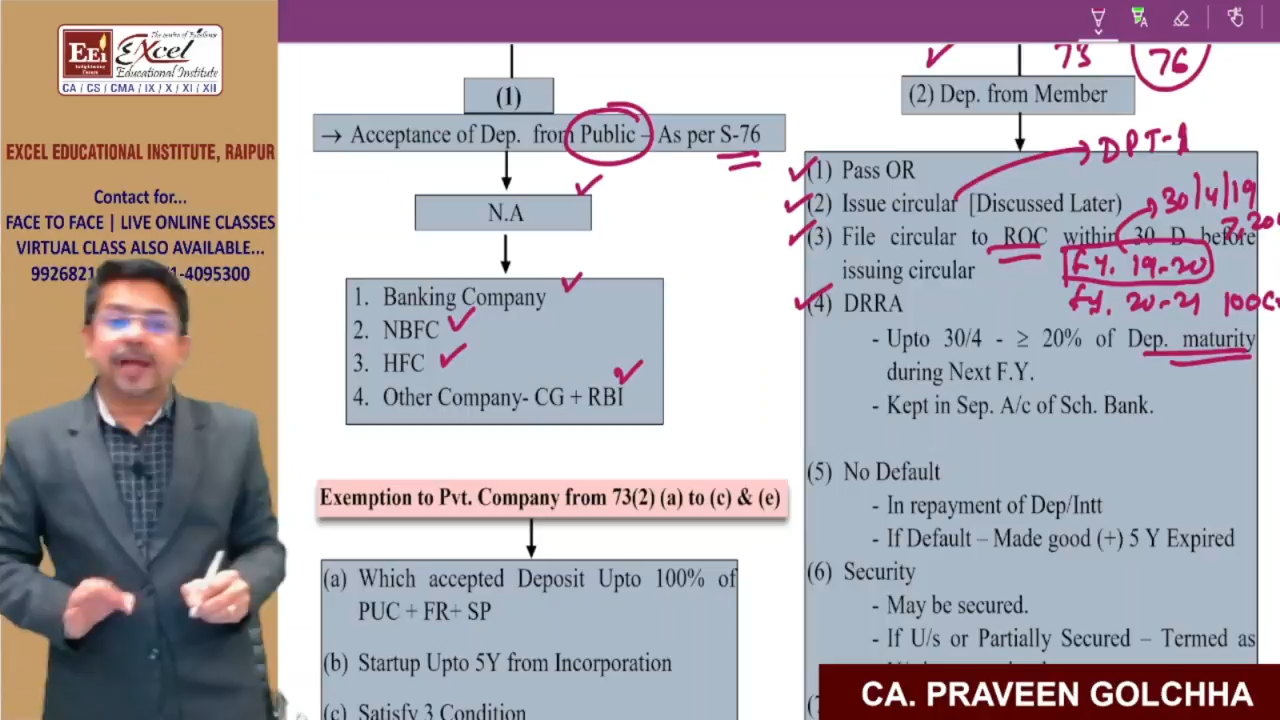 The centre of Excellence
EEi
Excel
Educational Institute
CA / CS / CMA / IX / X / XI / XII
EXCEL EDUCATIONAL INSTITUTE, RAIPUR
Contact for
FACE TO FACE | LIVE ONLINE CLASSES
VIRTUAL CLASS ALSO AVAILABLE...
1-4095300
(1)
→ Acceptance of Dep. from Public – As per S-76
N.A
1. Banking Company
2. NBFC
3. HFC
4. Other Company- CG + RBI
Exemption to Pvt. Company from 73(2) (a) to (c) & (e)
(a) Which accepted Deposit Upto 100% of
PUC + FR+ SP
(b) Startup Upto 5Y from Incorporation
(c) Satisfy 3 Condition
73
76
(2) Dep. from Member
DPT-1
(1) Pass OR
(2) Issue circular [Discussed Later)
30/4/19
(3) File circular to ROC within 30 D before
issuing circular
f.y. 19-20
(4) DRRA
f.y. 20-21
- Upto 30/4 - ≥ 20% of Dep. maturity
during Next F.Y.
- Kept in Sep. A/c of Sch. Bank.
(5) No Default
- In repayment of Dep/Intt
- If Default – Made good (+) 5 Y Expired
(6) Security
- May be secured.
- If U/s or Partially Secured – Termed as
CA. PRAVEEN GOLCHHA